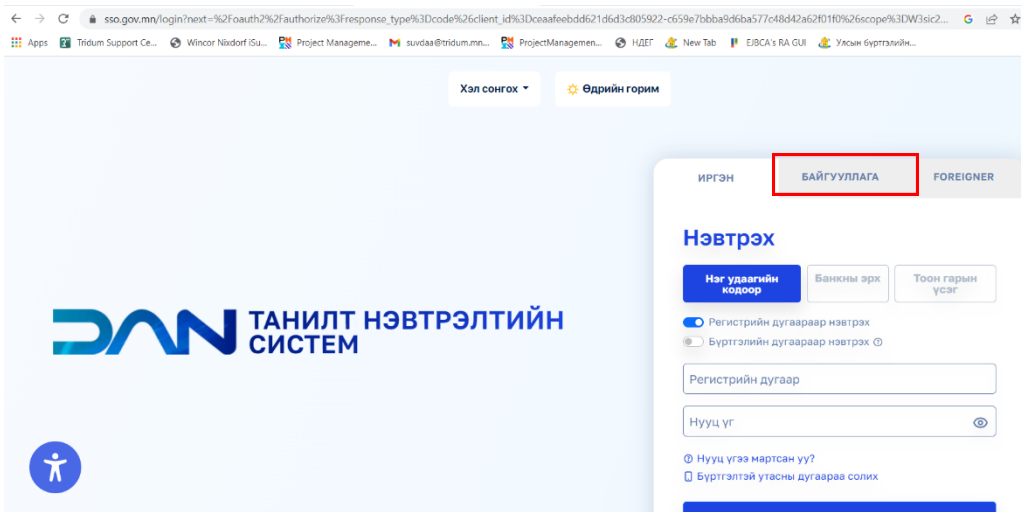 sso.gov.mn/login?next=%2Foauth2%2Fauthorize%3Fresponse_type%3Dcode%26client_id%3Dceaafeebdd621d6d3c805922-c659e7bbba9d6ba577c48d42a62f01f0%26scope%3DW3sic2...
Apps Tridum Support Ce... Wincor Nixdorf iSu... Project Manageme... suvdaa@tridum.mn... ProjectManagemen... НДЕГ New Tab EJBCA's RA GUI Улсын бүртгэлийн...
Хэл сонгох Өдрийн горим
ИРГЭН БАЙГУУЛЛАГА FOREIGNER
Нэвтрэх
Нэг удаагийн кодоор Банкны эрх Тоон гарын үсэг
Регистрийн дугаараар нэвтрэх
Бүртгэлийн дугаараар нэвтрэх
DAN ТАНИЛТ НЭВТРЭЛТИЙН
СИСТЕМ
Регистрийн дугаар
Нууц үг
Нууц үгээ мартсан уу?
Бүртгэлтэй утасны дугаараа солих